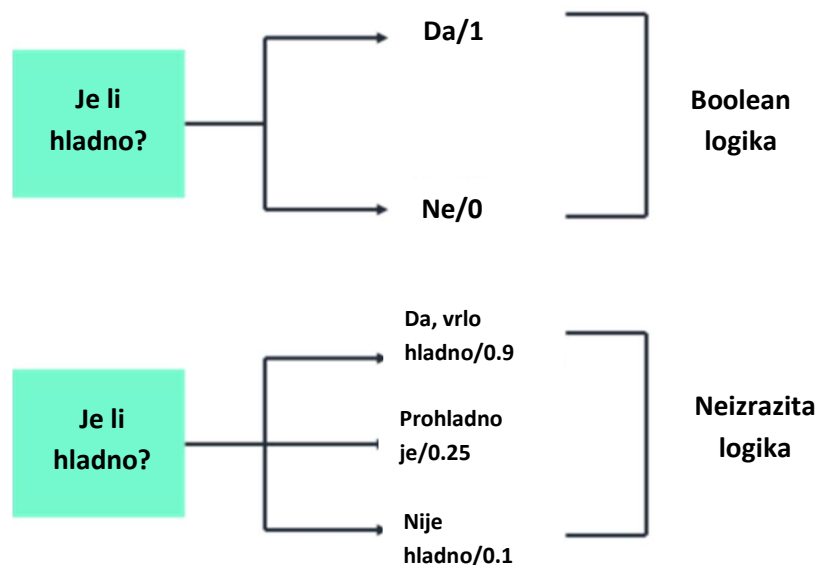 Je li
hladno?
Da/1
Ne/0
Boolean
logika
Je li
hladno?
Da, vrlo
hladno/0.9
Prohladno
je/0.25
Nije
hladno/0.1
Neizrazita
logika